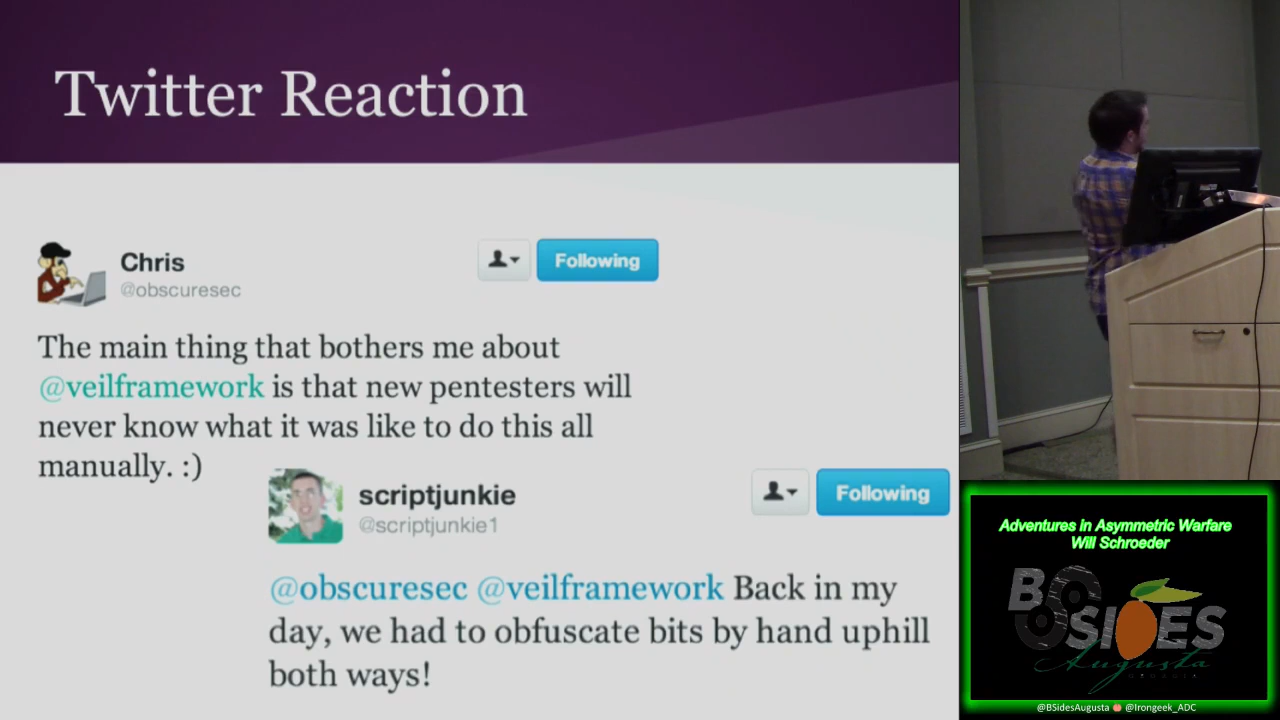 Twitter Reaction
Chris
@obscuresec
Following
The main thing that bothers me about
@veilframework is that new pentesters will
never know what it was like to do this all
manually. :)
scriptjunkie
@scriptjunkie1
Following
@obscuresec @veilframework Back in my
day, we had to obfuscate bits by hand uphill
both ways!
Adventures in Asymmetric Warfare
Will Schroeder
BSIDES
Augusta
GEORGIA
@BSidesAugusta @Irongeek_ADC